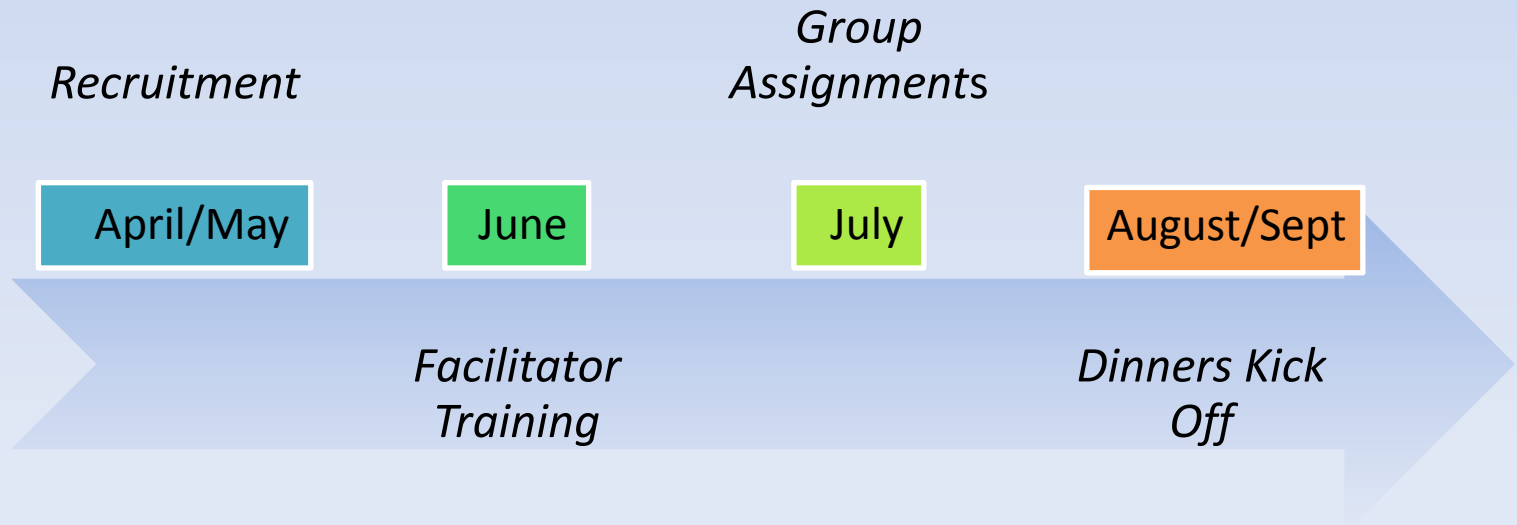 Group
Assignments
Recruitment
April/May
June
July
August/Sept
Facilitator
Training
Dinners Kick
Off